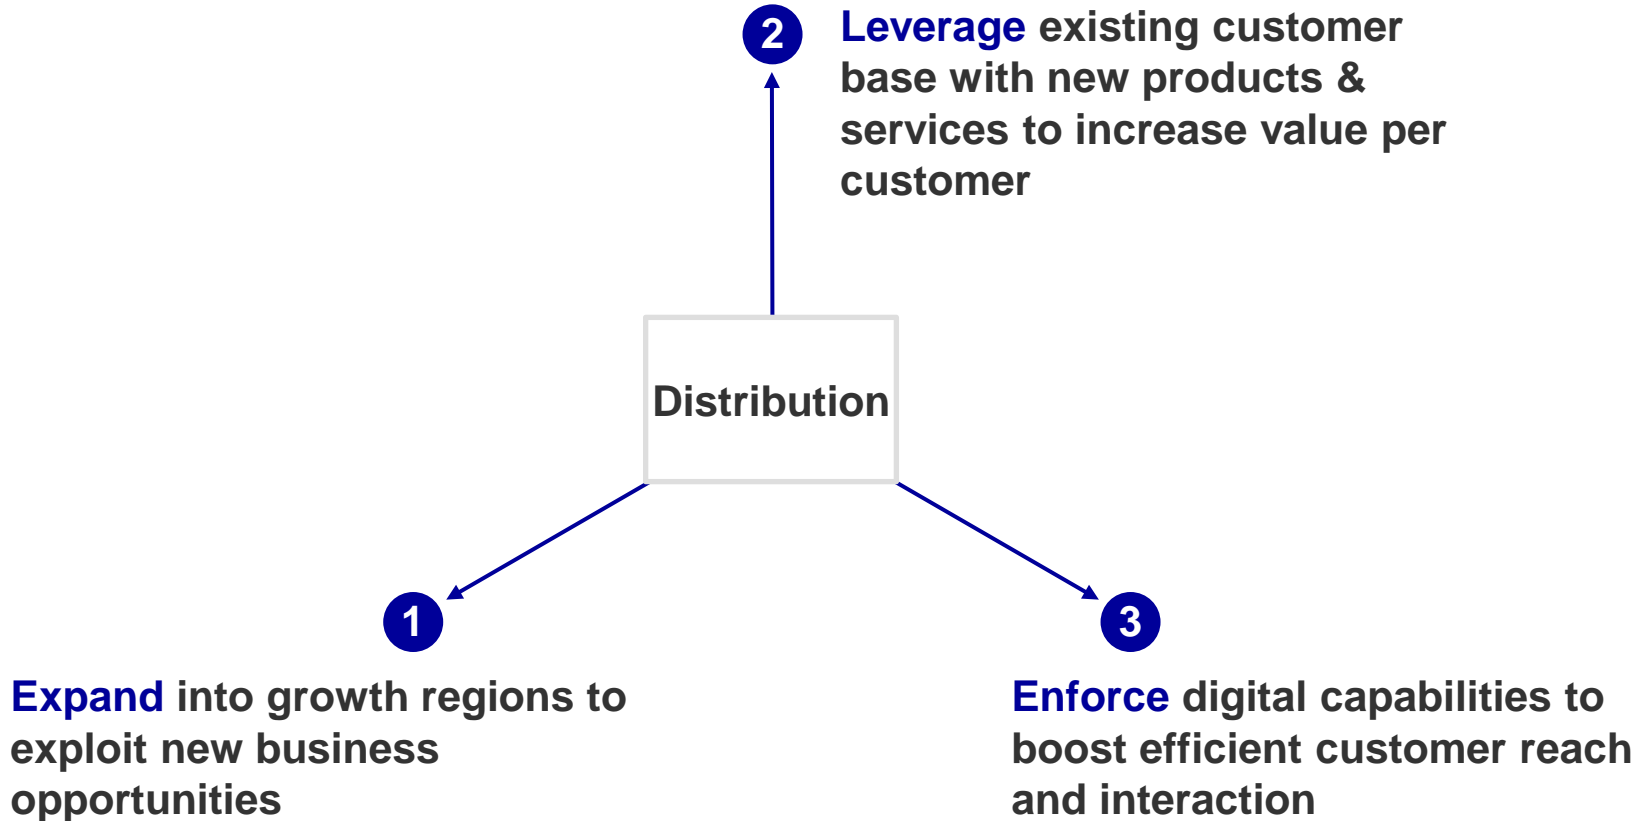 2
Leverage existing customer
base with new products &
services to increase value per
customer
Distribution
1
Expand into growth regions to
exploit new business
opportunities
3
Enforce digital capabilities to
boost efficient customer reach
and interaction